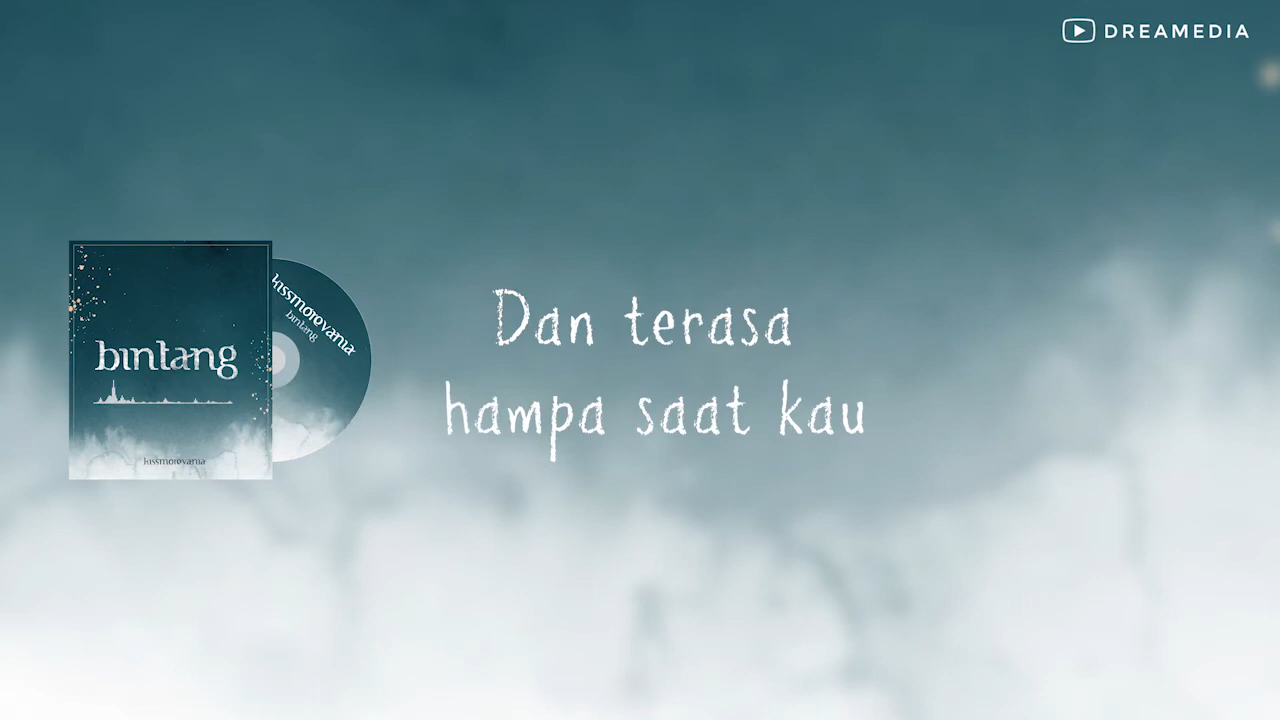 DREAMEDIA
kissmorovania
bintang
bintang
kissmorovania
Dan terasa
hampa saat kau